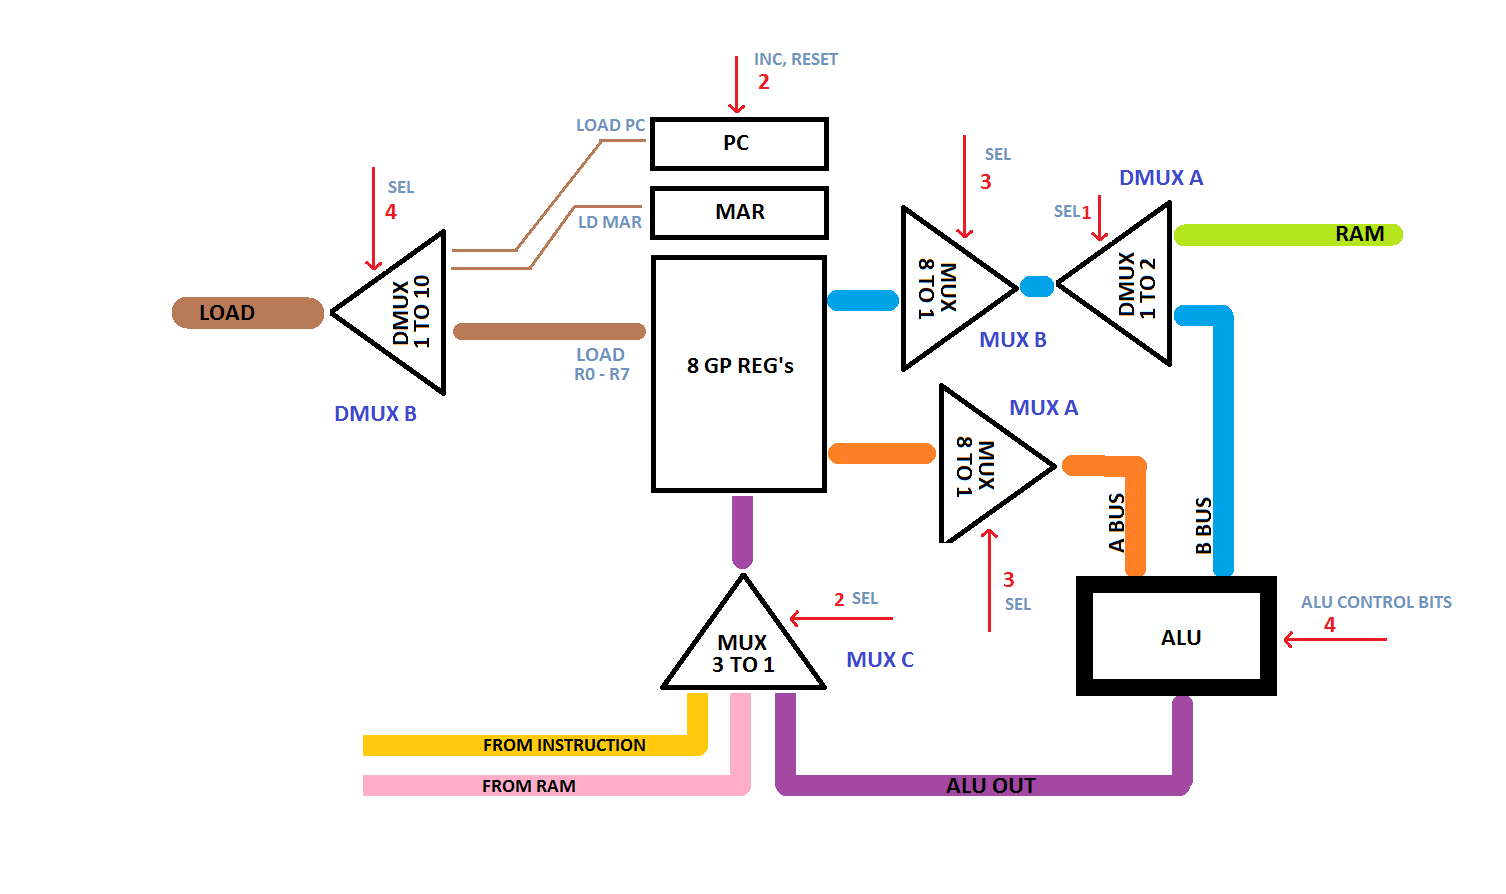 INC, RESET
2
LOAD PC
PC
SEL
3
DMUX A
SEL
4
LD MAR
MAR
SEL 1
RAM
MUX
8 TO 1
DMUX
1 TO 2
LOAD
DMUX
1 TO 10
MUX B
LOAD
R0 - R7
8 GP REG's
DMUX B
MUX A
MUX
8 TO 1
A BUS
B BUS
3
SEL
2 SEL
ALU CONTROL BITS
4
MUX
3 TO 1
MUX C
ALU
FROM INSTRUCTION
FROM RAM
ALU OUT